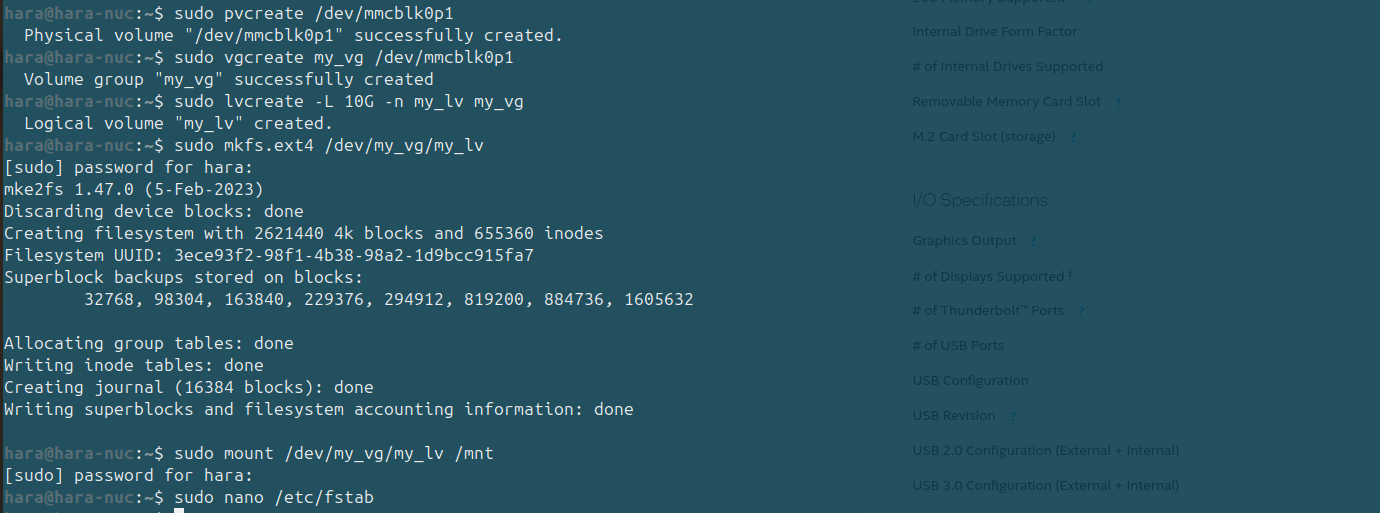 hara@hara-nuc:~$ sudo pvcreate /dev/mmcblk0p1
  Physical volume "/dev/mmcblk0p1" successfully created.
hara@hara-nuc:~$ sudo vgcreate my_vg /dev/mmcblk0p1
  Volume group "my_vg" successfully created
hara@hara-nuc:~$ sudo lvcreate -L 10G -n my_lv my_vg
  Logical volume "my_lv" created.
hara@hara-nuc:~$ sudo mkfs.ext4 /dev/my_vg/my_lv
[sudo] password for hara:
mke2fs 1.47.0 (5-Feb-2023)
Discarding device blocks: done
Creating filesystem with 2621440 4k blocks and 655360 inodes
Filesystem UUID: 3ece93f2-98f1-4b38-98a2-1d9bcc915fa7
Superblock backups stored on blocks:
        32768, 98304, 163840, 229376, 294912, 819200, 884736, 1605632

Allocating group tables: done
Writing inode tables: done
Creating journal (16384 blocks): done
Writing superblocks and filesystem accounting information: done

hara@hara-nuc:~$ sudo mount /dev/my_vg/my_lv /mnt
[sudo] password for hara:
hara@hara-nuc:~$ sudo nano /etc/fstab
Internal Drive Form Factor
# of Internal Drives Supported
Removable Memory Card Slot ?
M.2 Card Slot (storage) ?
I/O Specifications
Graphics Output ?
# of Displays Supported ‡
# of Thunderbolt™ Ports ?
# of USB Ports
USB Configuration
USB Revision ?
USB 2.0 Configuration (External + Internal)
USB 3.0 Configuration (External + Internal)